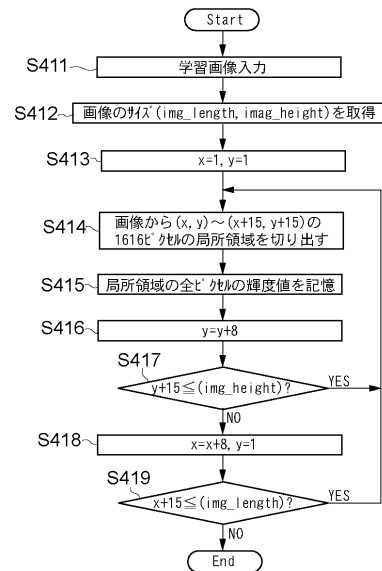 Start
S411
学習画像入力
S412
画像のサイズ(img_length, imag_height)を取得
S413
x=1, y=1
S414
画像から(x, y)～(x+15, y+15)の
1616ピクセルの局所領域を切り出す
S415
局所領域の全ピクセルの輝度値を記憶
S416
y=y+8
S417
y+15≦(img_height)?
YES
NO
S418
x=x+8, y=1
S419
x+15≦(img_length)?
YES
NO
End